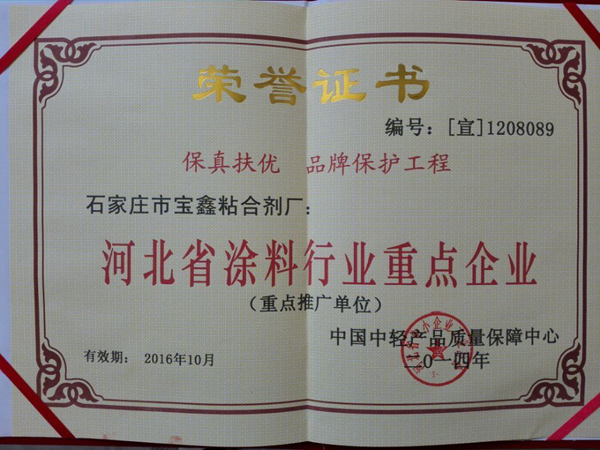 荣誉证书
编号：[宣]1208089
保真扶优 品牌保护工程
石家庄市宝鑫粘合剂厂：
河北省涂料行业重点企业
（重点推广单位）
中国中轻产品质量保障中心
有效期： 2016年10月
二〇一四年